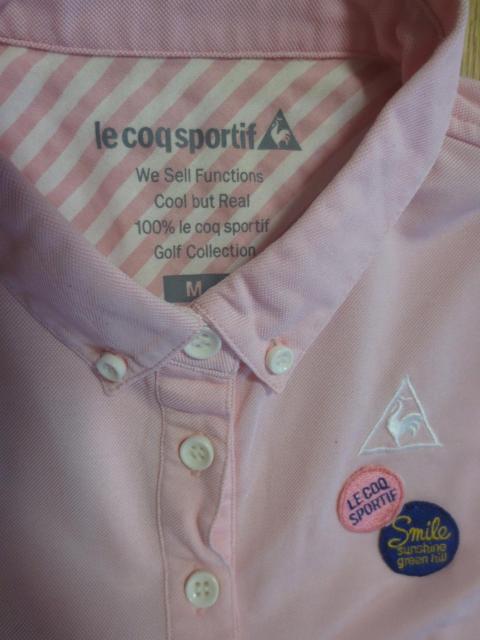 le coq sportif
We Sell Functions
Cool but Real
100% le coq sportif
Golf Collection
M
LE COQ
SPORTIF
Smile
sunshine
green hill